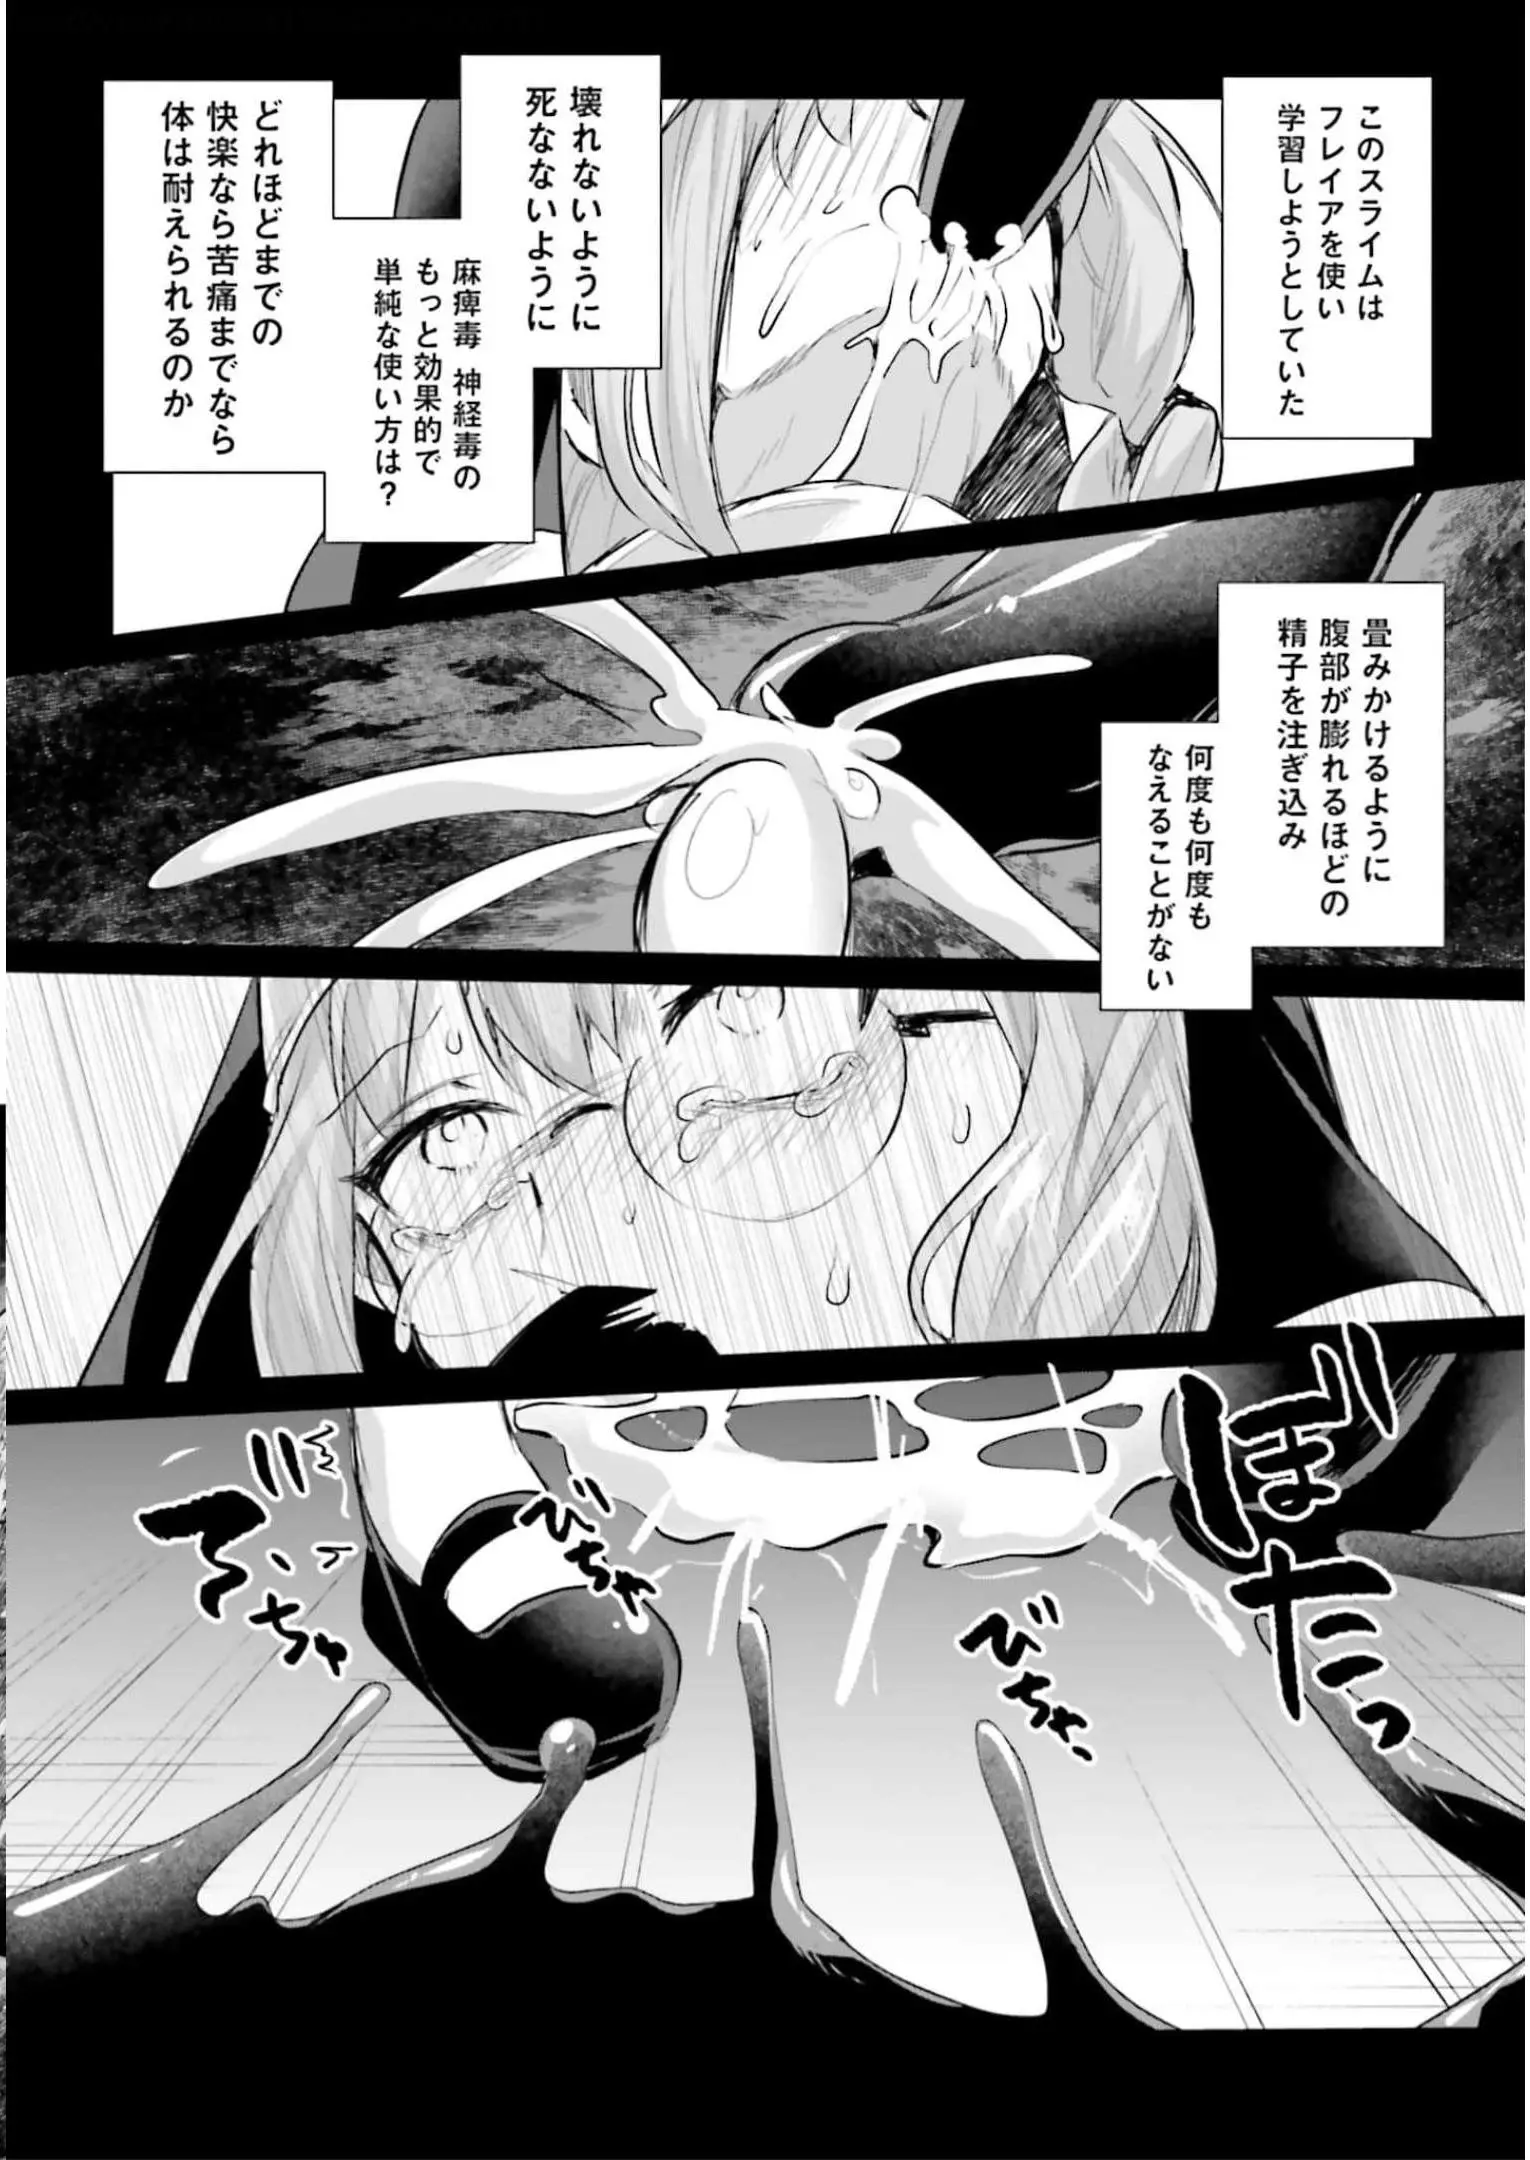 このスライムは
フレイアを使い
学習しようとしていた
壊れないように
死なないように
麻痺毒 神経毒の
もっと効果的で
単純な使い方は？
どれほどまでの
快楽なら苦痛までなら
体は耐えられるのか
畳みかけるように
腹部が膨れるほどの
精子を注ぎ込み
何度も何度も
なえることがない
ぼたっ
びちゃ
びちゃ